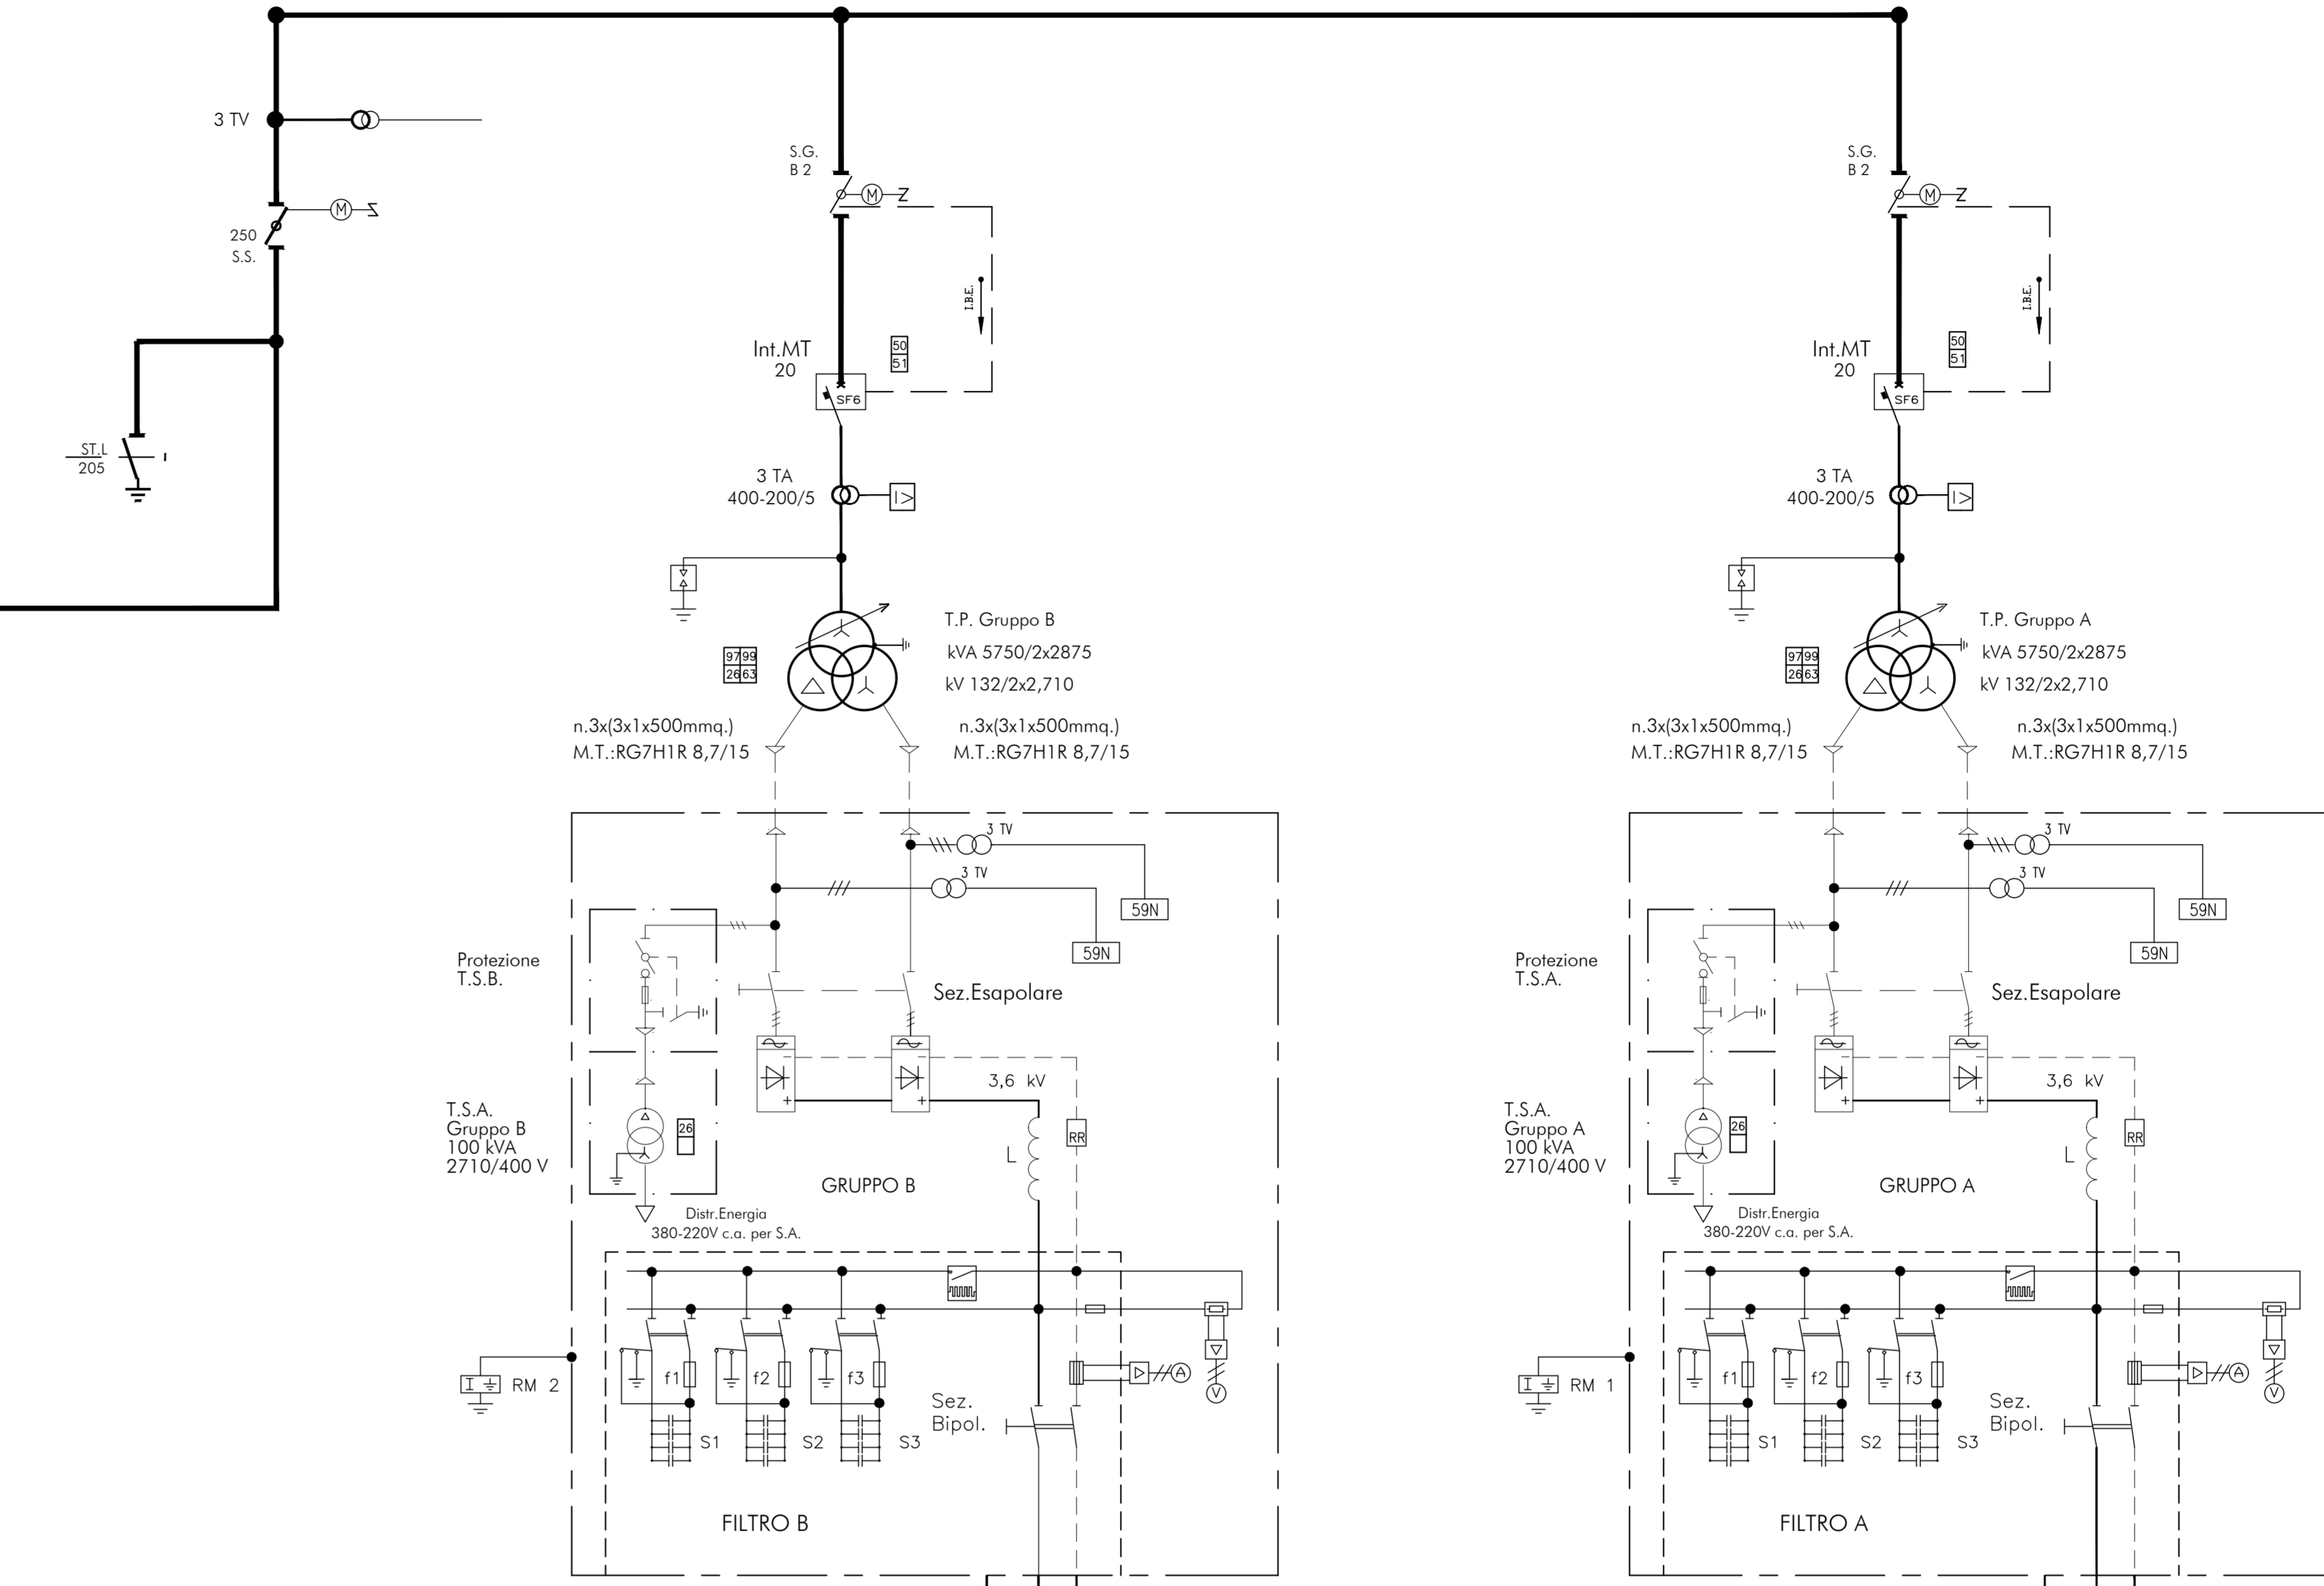 3 TV
M
250
S.S.
ST.L
205
S.G.
B 2
M
I.B.E.
Int.MT
20
50
51
SF6
3 TA
400-200/5
I>
T.P. Gruppo B
kVA 5750/2x2875
kV 132/2x2,710
97 99
26 63
n.3x(3x1x500mmq.)
M.T.:RG7H1R 8,7/15
n.3x(3x1x500mmq.)
M.T.:RG7H1R 8,7/15
3 TV
3 TV
59N
59N
Protezione
T.S.B.
Sez.Esapolare
3,6 kV
T.S.A.
Gruppo B
100 kVA
2710/400 V
26
RR
L
GRUPPO B
Distr.Energia
380-220V c.a. per S.A.
RM 2
I
f1
f2
f3
S1
S2
S3
Sez.
Bipol.
A
V
FILTRO B
S.G.
B 2
M
I.B.E.
Int.MT
20
50
51
SF6
3 TA
400-200/5
I>
T.P. Gruppo A
kVA 5750/2x2875
kV 132/2x2,710
97 99
26 63
n.3x(3x1x500mmq.)
M.T.:RG7H1R 8,7/15
n.3x(3x1x500mmq.)
M.T.:RG7H1R 8,7/15
3 TV
3 TV
59N
59N
Protezione
T.S.A.
Sez.Esapolare
3,6 kV
T.S.A.
Gruppo A
100 kVA
2710/400 V
26
RR
L
GRUPPO A
Distr.Energia
380-220V c.a. per S.A.
RM 1
I
f1
f2
f3
S1
S2
S3
Sez.
Bipol.
A
V
FILTRO A